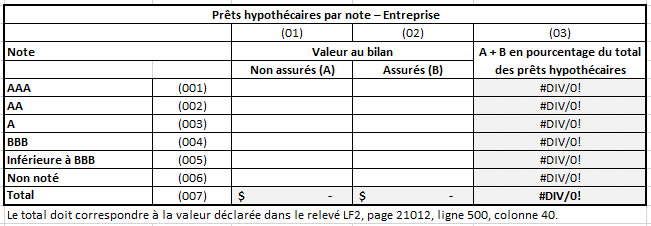 Prêts hypothécaires par note – Entreprise
(01) (02) (03)
Note Valeur au bilan A + B en pourcentage du total des prêts hypothécaires
Non assurés (A) Assurés (B)
AAA (001) #DIV/0!
AA (002) #DIV/0!
A (003) #DIV/0!
BBB (004) #DIV/0!
Inférieure à BBB (005) #DIV/0!
Non noté (006) #DIV/0!
Total (007) $ - $ - #DIV/0!
Le total doit correspondre à la valeur déclarée dans le relevé LF2, page 21012, ligne 500, colonne 40.